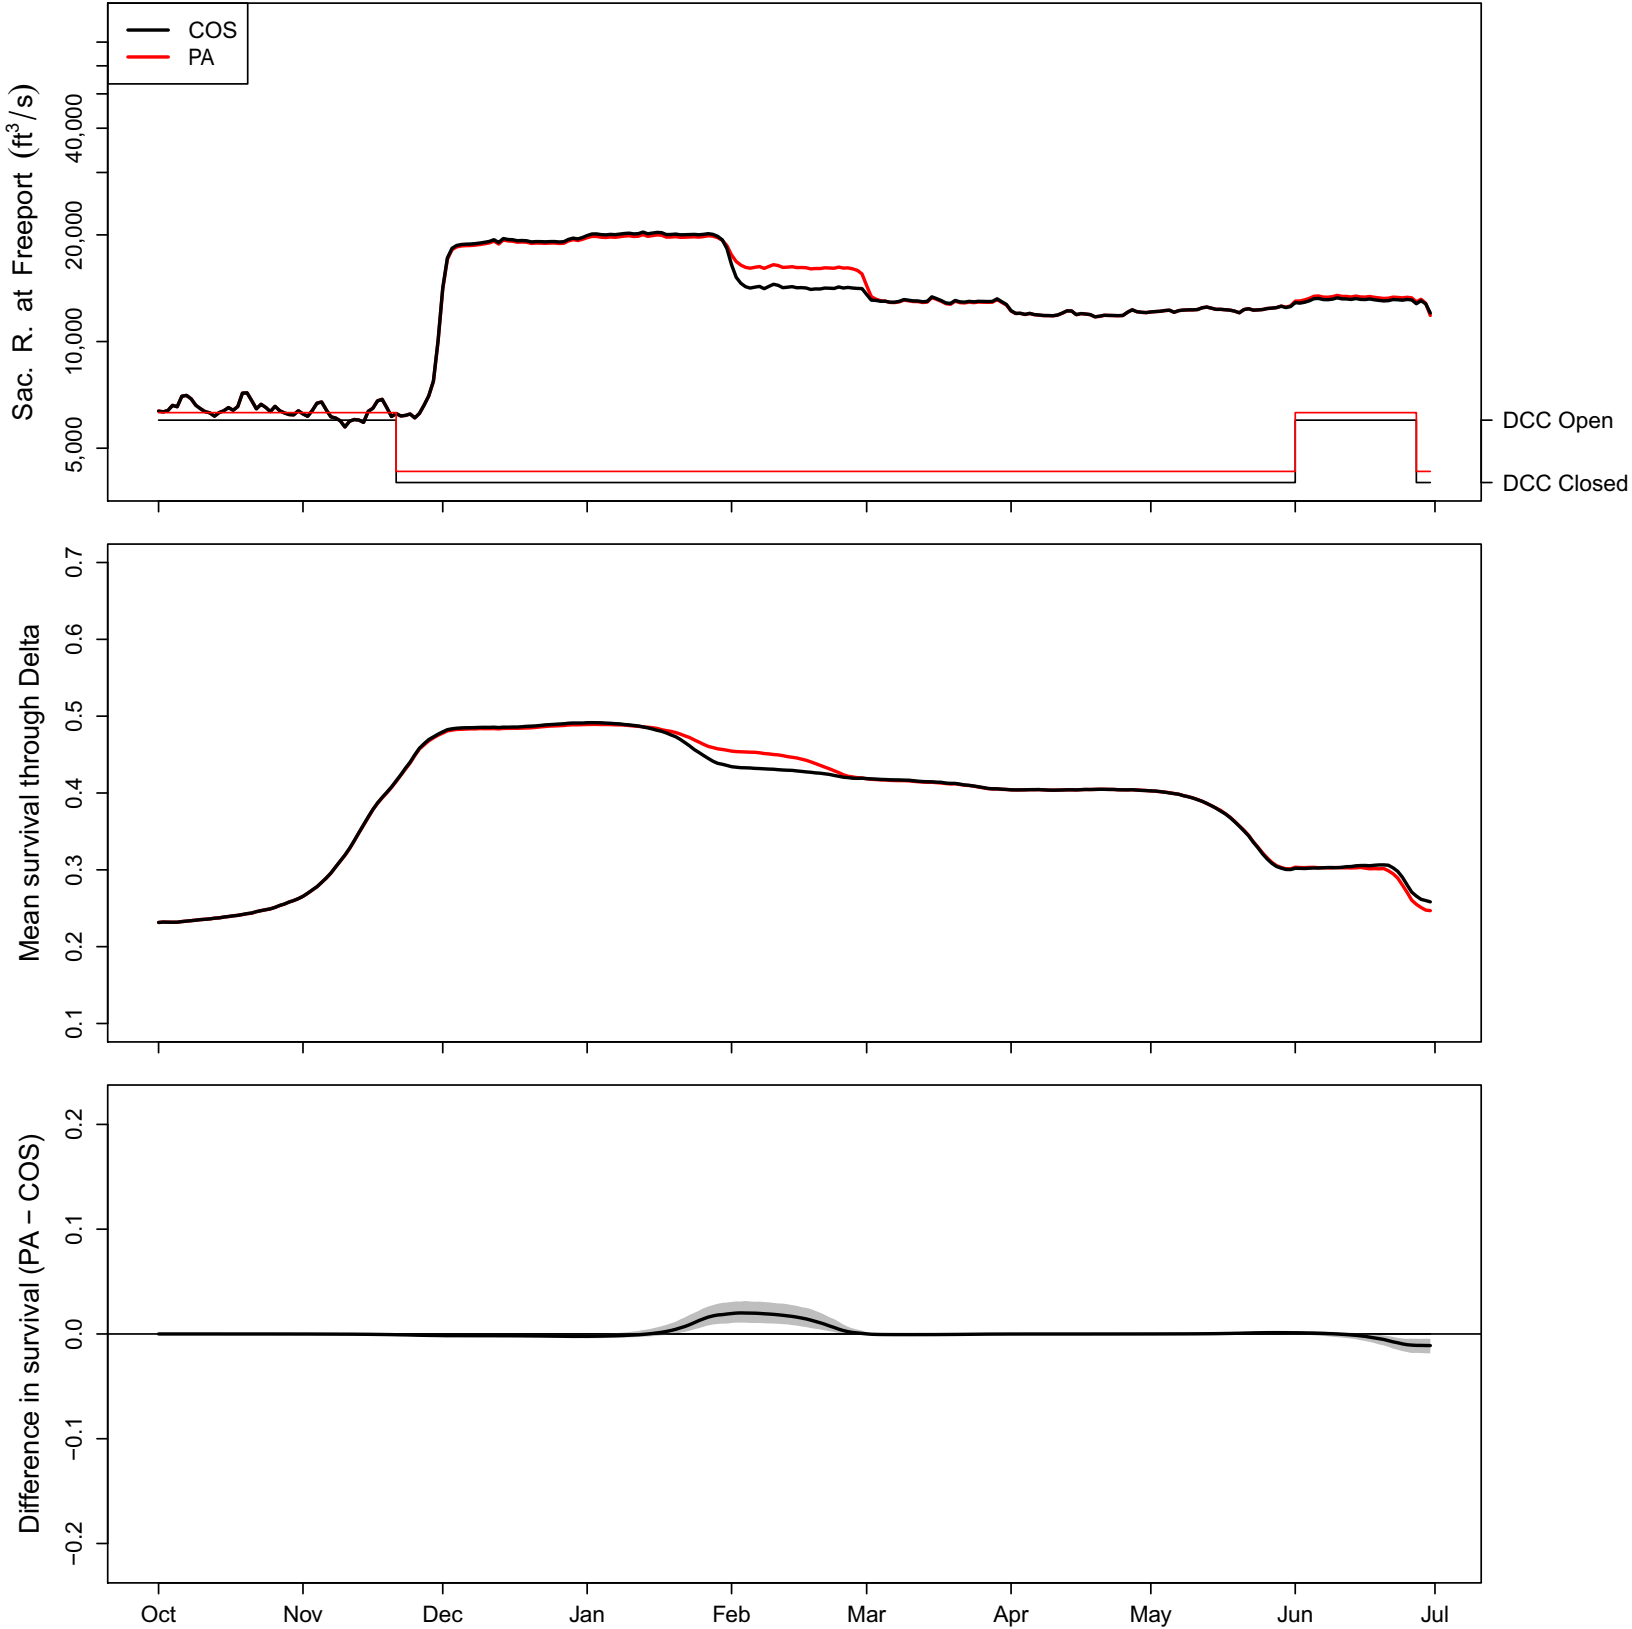 COS
PA
Sac. R. at Freeport (ft³/s)
40,000
20,000
10,000
5,000
DCC Open
DCC Closed
Mean survival through Delta
0.7
0.6
0.5
0.4
0.3
0.2
0.1
Difference in survival (PA − COS)
0.2
0.1
0.0
−0.1
−0.2
Oct Nov Dec Jan Feb Mar Apr May Jun Jul